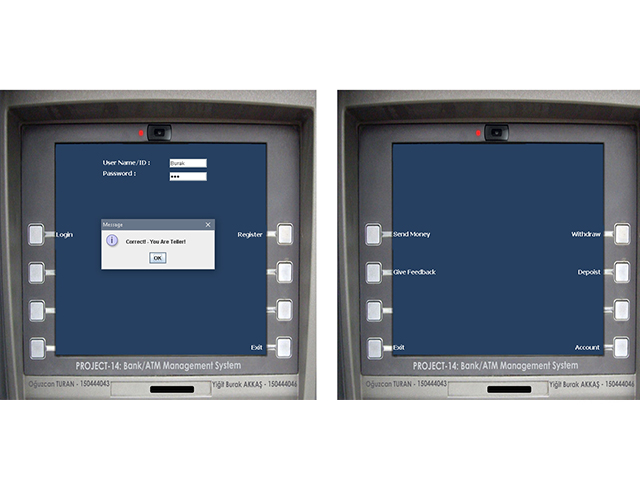 User Name/ID :
Burak
Password :
•••
Message
Correct! - You Are Teller!
OK
Login
Register
Exit
PROJECT-14: Bank/ATM Management System
Oğuzcan TURAN - 150444043
Yiğit Burak AKKAŞ - 150444046
Send Money
Withdraw
Give Feedback
Depoist
Exit
Account
PROJECT-14: Bank/ATM Management System
Oğuzcan TURAN - 150444043
Yiğit Burak AKKAŞ - 150444046